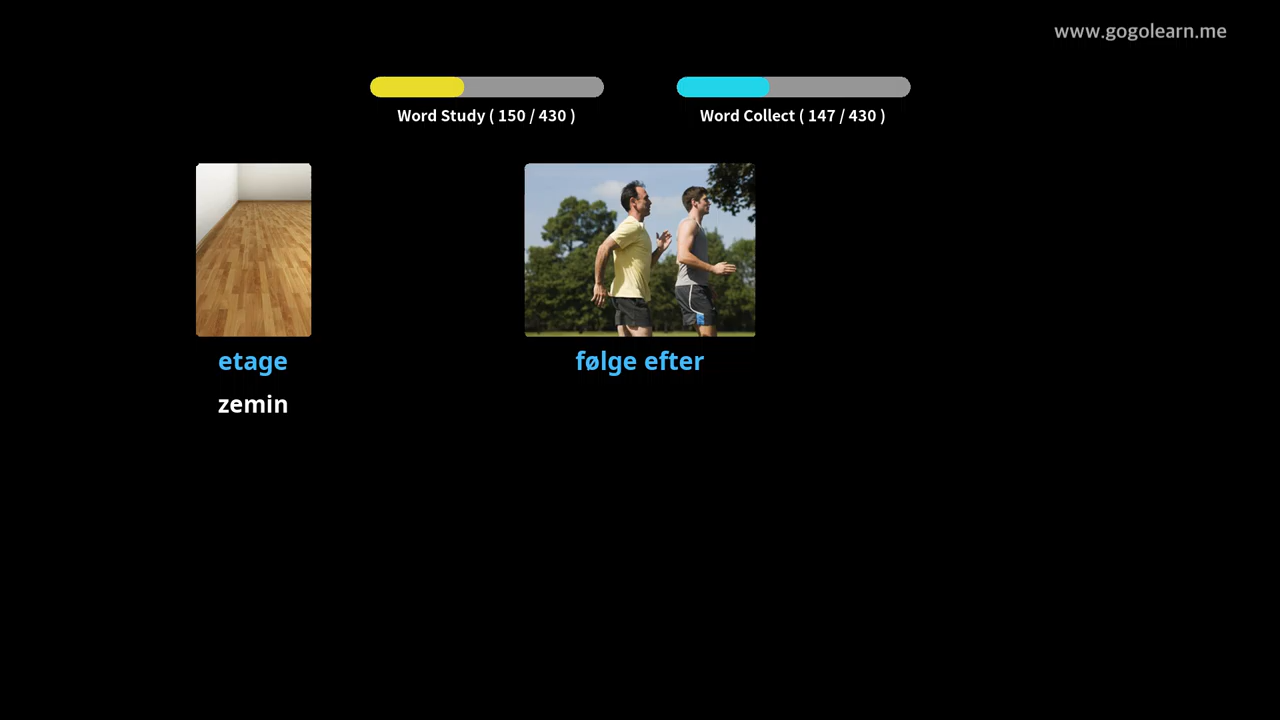 www.gogolearn.me
Word Study ( 150 / 430 )
Word Collect ( 147 / 430 )
etage
følge efter
zemin